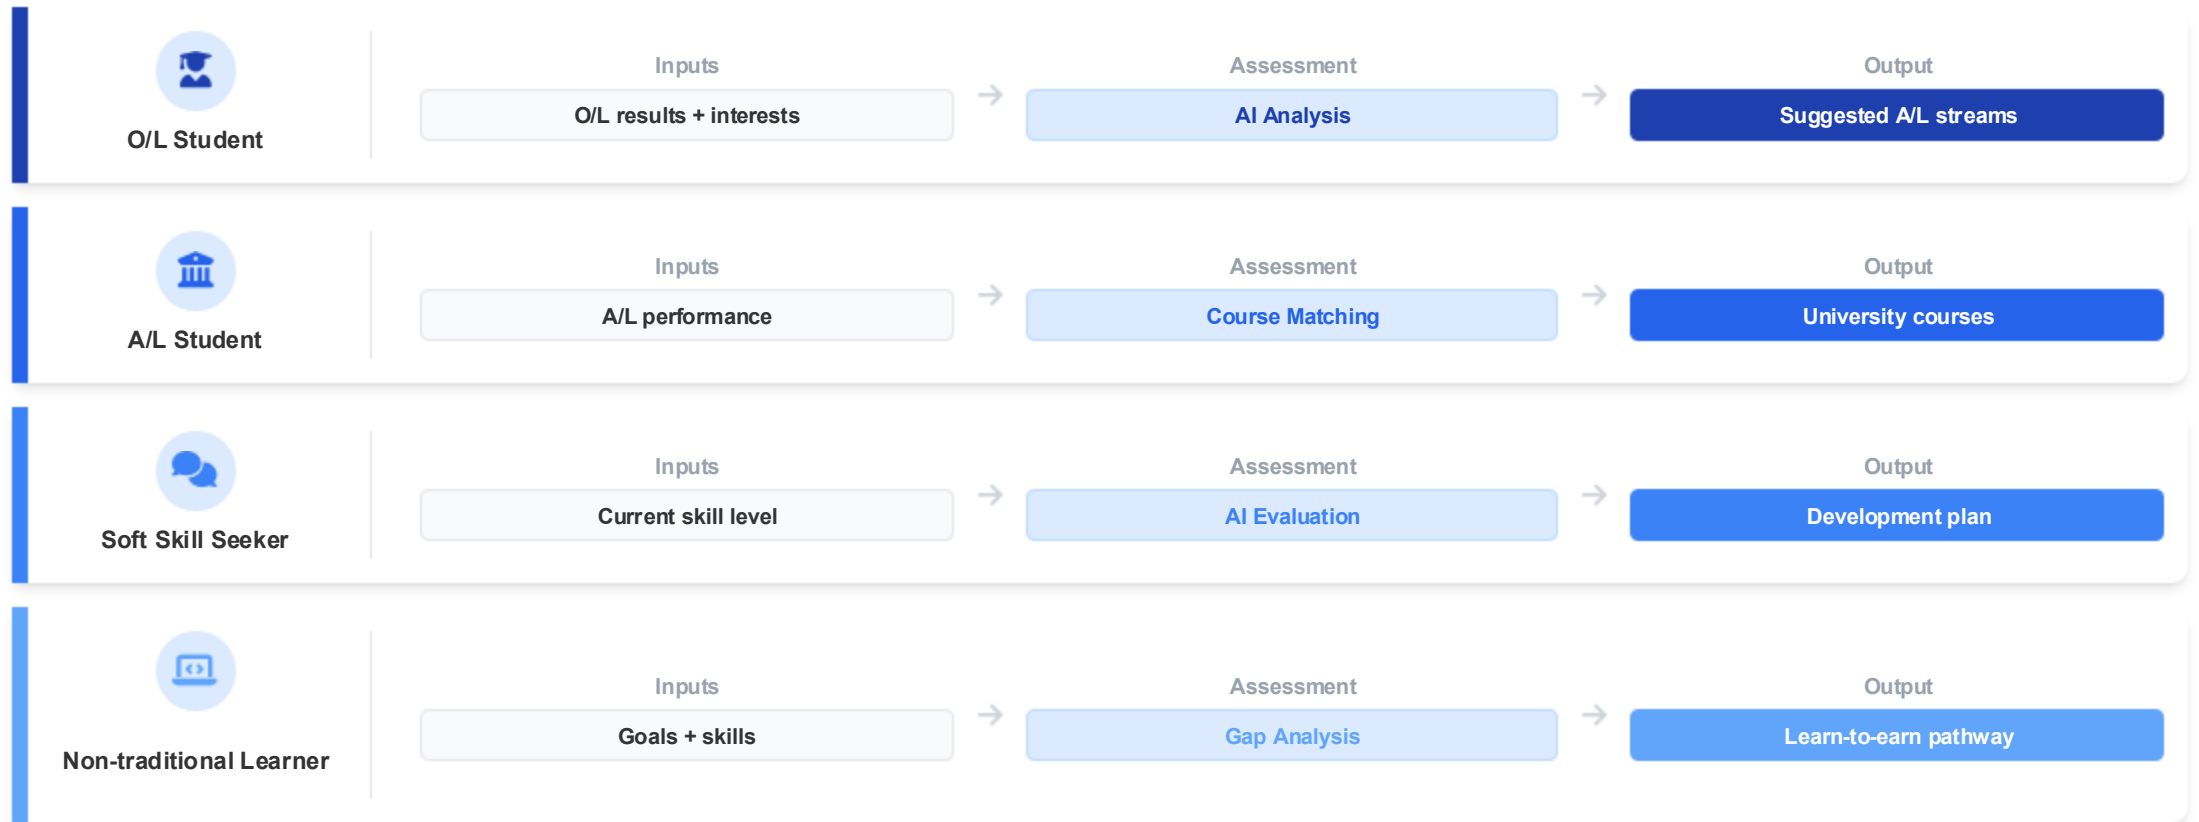 O/L Student
Inputs
O/L results + interests
Assessment
AI Analysis
Output
Suggested A/L streams
A/L Student
Inputs
A/L performance
Assessment
Course Matching
Output
University courses
Soft Skill Seeker
Inputs
Current skill level
Assessment
AI Evaluation
Output
Development plan
Non-traditional Learner
Inputs
Goals + skills
Assessment
Gap Analysis
Output
Learn-to-earn pathway